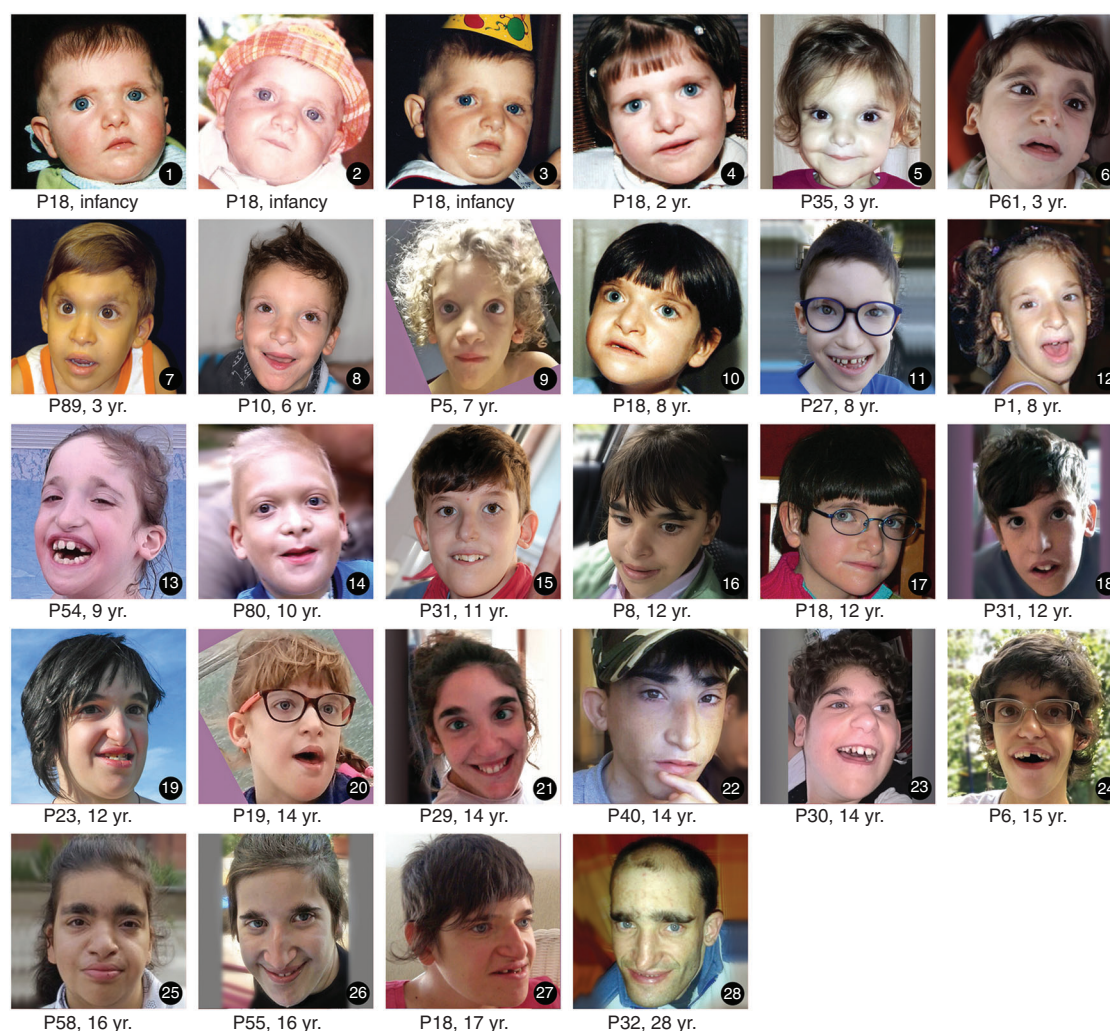 1 2 3 4 5 6
P18, infancy P18, infancy P18, infancy P18, 2 yr. P35, 3 yr. P61, 3 yr.
7 8 9 10 11 12
P89, 3 yr. P10, 6 yr. P5, 7 yr. P18, 8 yr. P27, 8 yr. P1, 8 yr.
13 14 15 16 17 18
P54, 9 yr. P80, 10 yr. P31, 11 yr. P8, 12 yr. P18, 12 yr. P31, 12 yr.
19 20 21 22 23 24
P23, 12 yr. P19, 14 yr. P29, 14 yr. P40, 14 yr. P30, 14 yr. P6, 15 yr.
25 26 27 28
P58, 16 yr. P55, 16 yr. P18, 17 yr. P32, 28 yr.